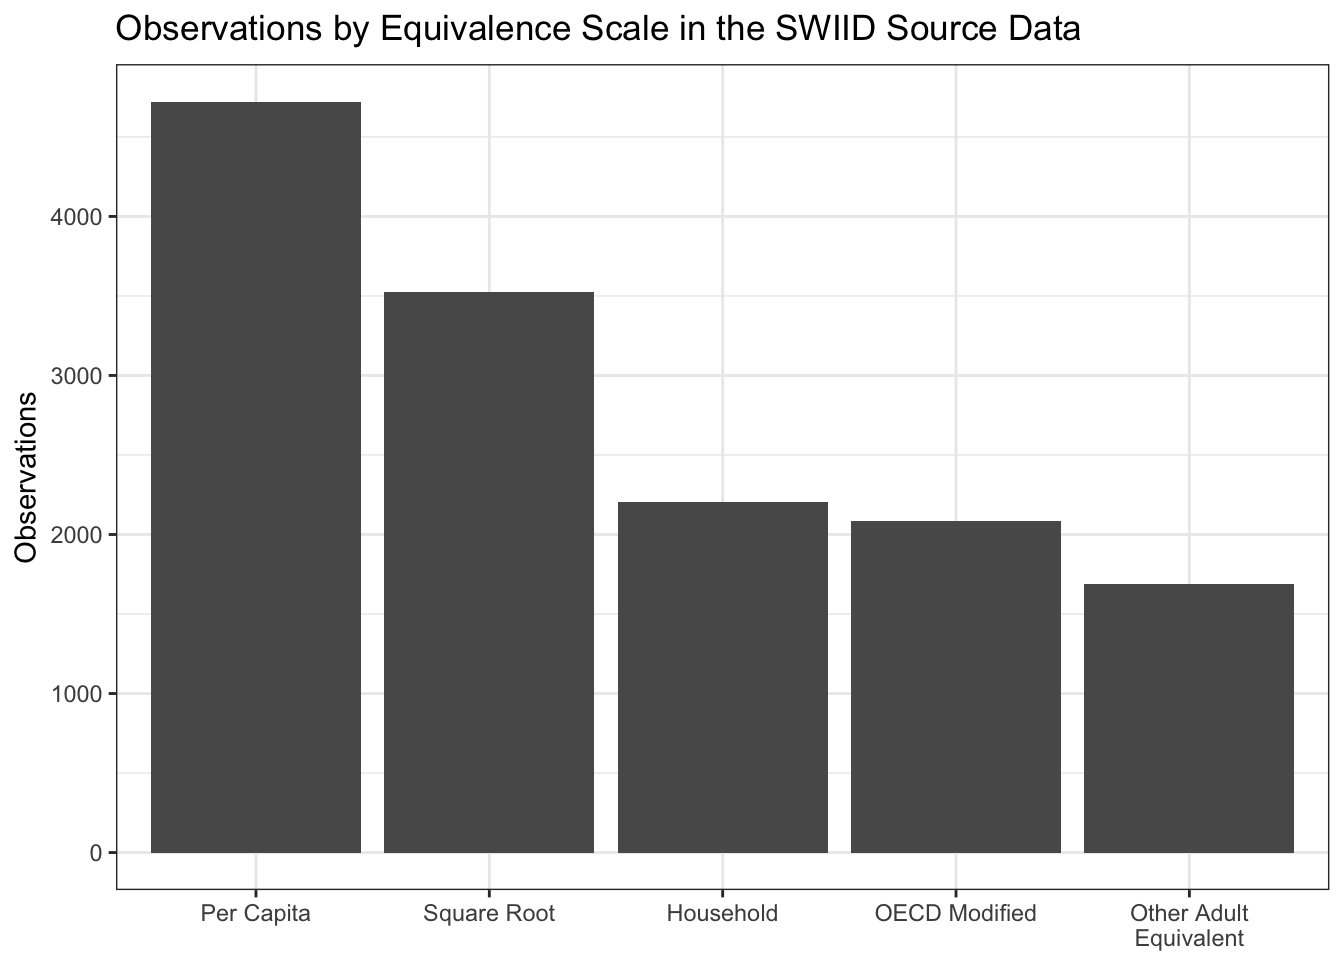 Observations by Equivalence Scale in the SWIID Source Data
Observations
4000
3000
2000
1000
0
Per Capita
Square Root
Household
OECD Modified
Other Adult
Equivalent